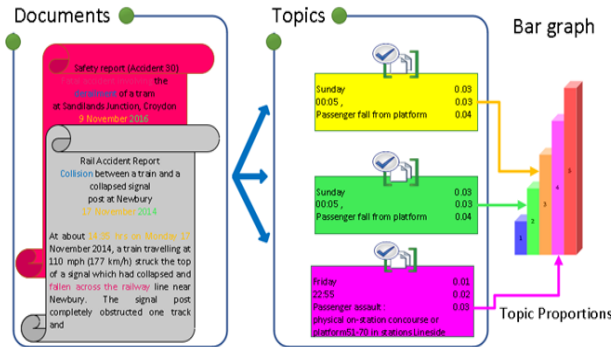 Documents
Topics
Bar graph
Safety report (Accident 30)
the
of a tram
at Sandilands Junction, Croydon
9 November 2016
Rail Accident Report
Collision between a train and a
collapsed signal
post at Newbury
17 November 2014
At about
November 2014, a train travelling at
110 mph (177 km/h) struck the top
of a signal which had collapsed and
fallen across the railway line near
Newbury. The signal post
completely obstructed one track
and
Sunday 0.03
00:05 , 0.03
Passenger fall from platform 0.04
Sunday 0.03
00:05 , 0.03
Passenger fall from platform 0.04
Friday 0.01
22:55 0.02
Passenger assault : 0.03
physical on-station concourse or
platform51-70 in stations Lineside
1
2
3
4
5
Topic Proportions